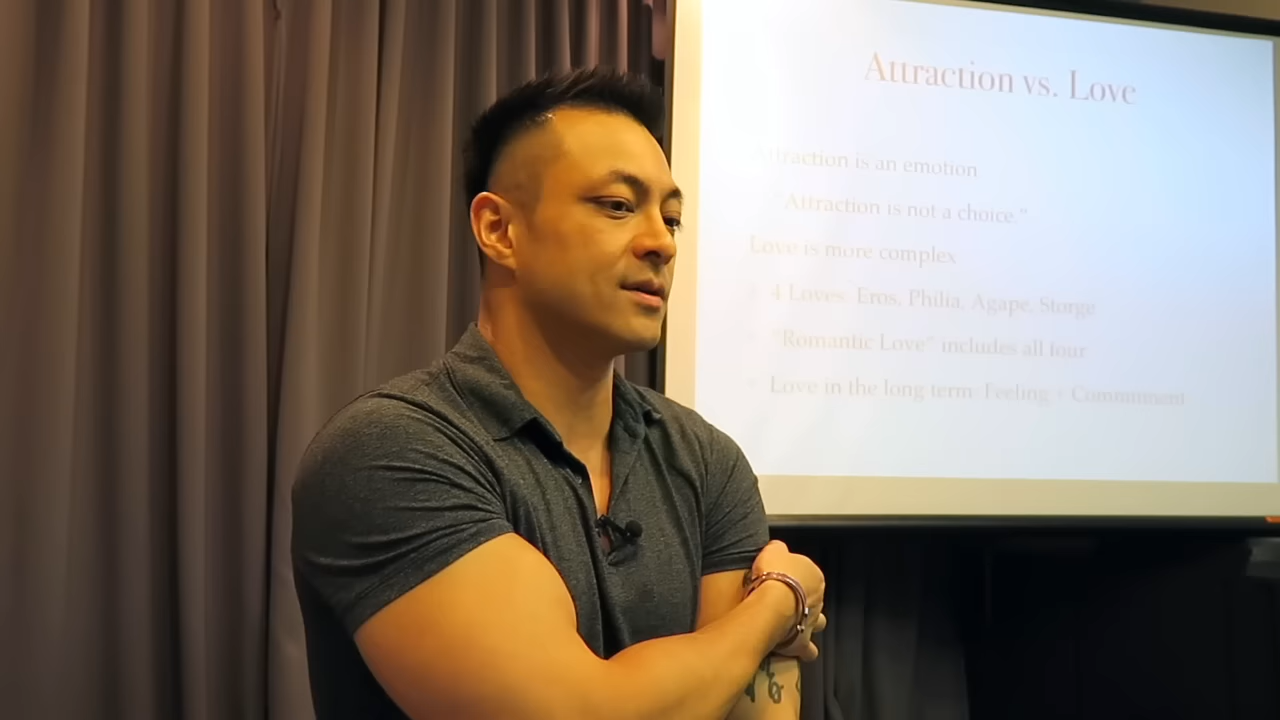 Attraction vs. Love
Attraction is an emotion
"Attraction is not a choice."
Love is more complex
4 Loves: Eros, Philia, Agape, Storge
"Romantic Love" includes all four
Love in the long term: Feeling + Commitment